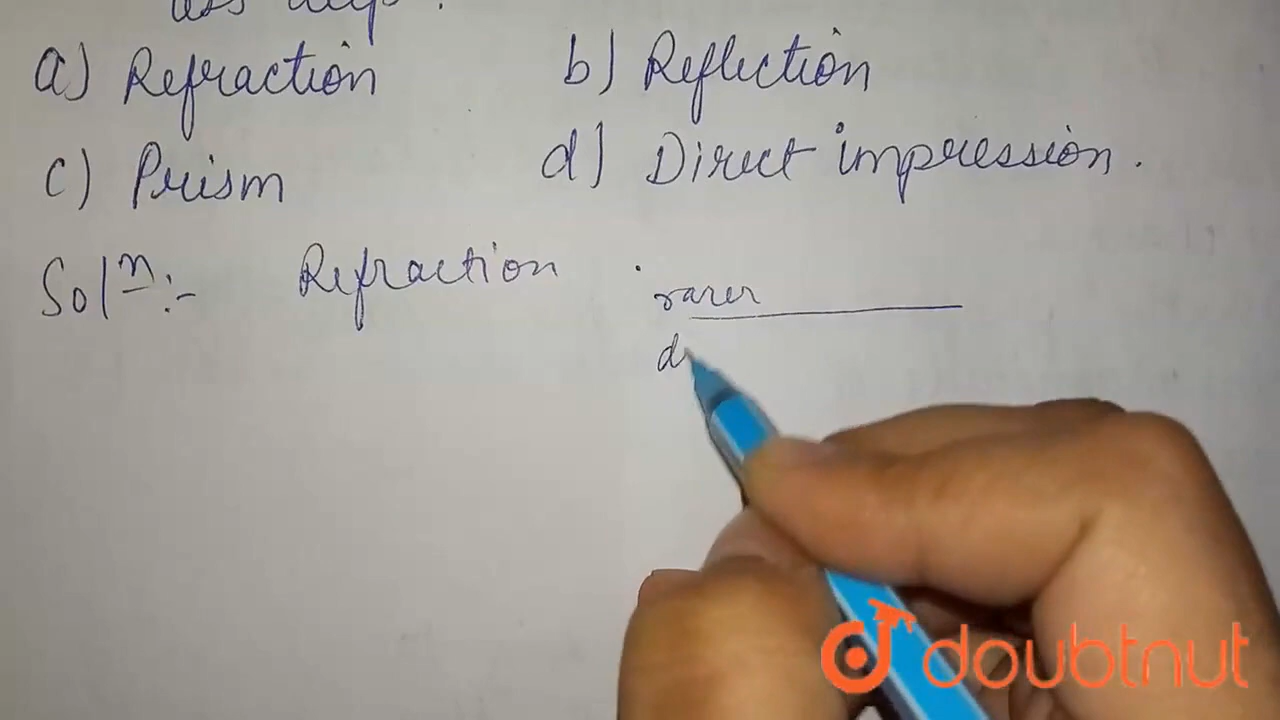 a) Refraction b) Reflection
c) Prism d) Direct impression.
Solⁿ:- Refraction
rarer
d
doubtnut